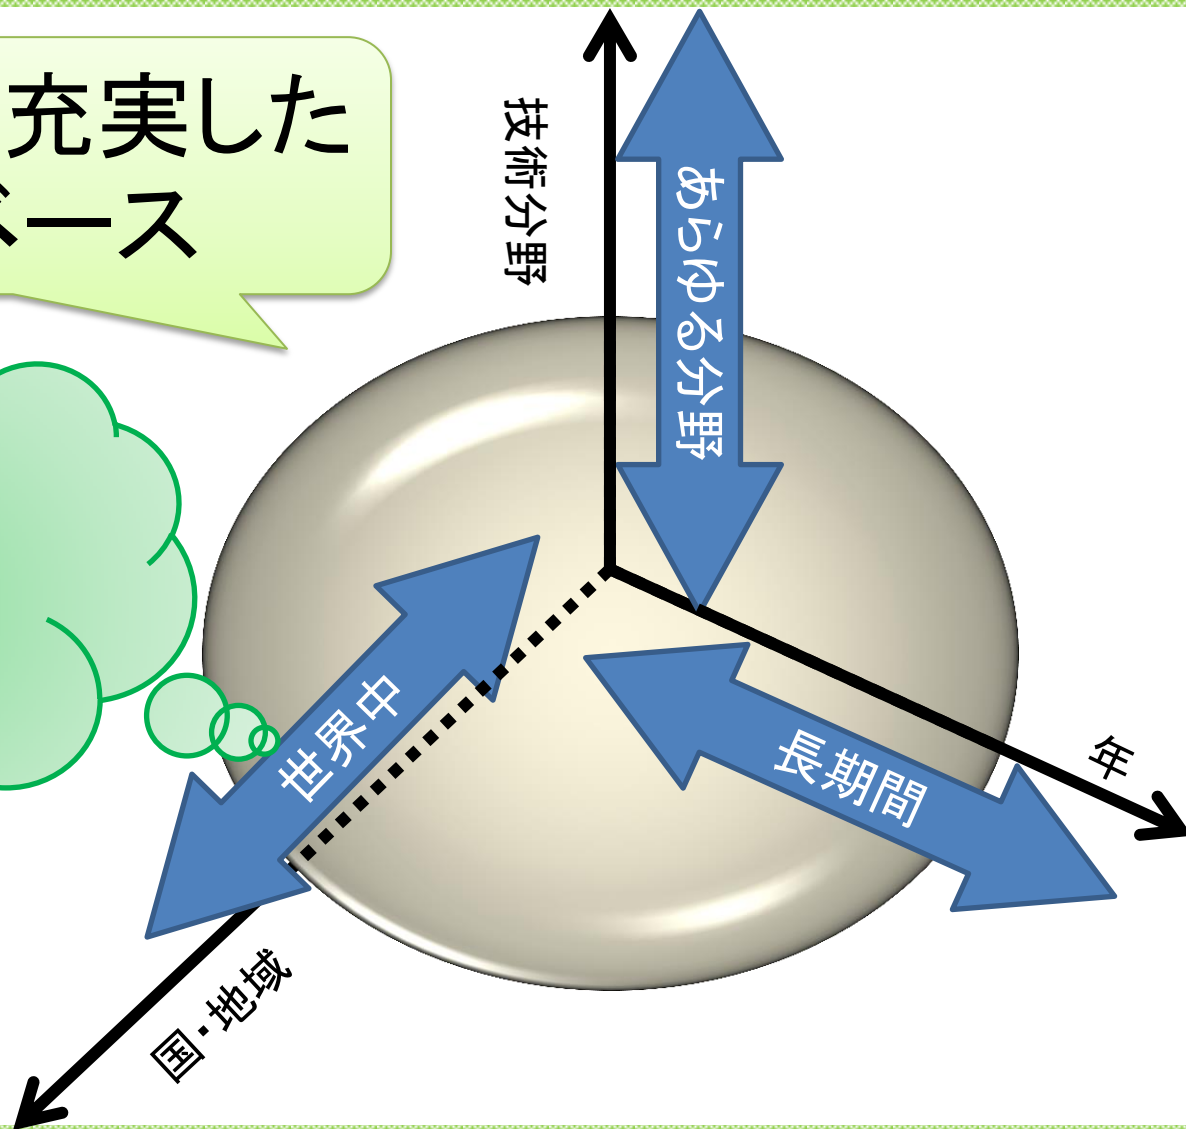 充実した
ベース
技術分野
あらゆる分野
世界中
長期間
年
国・地域